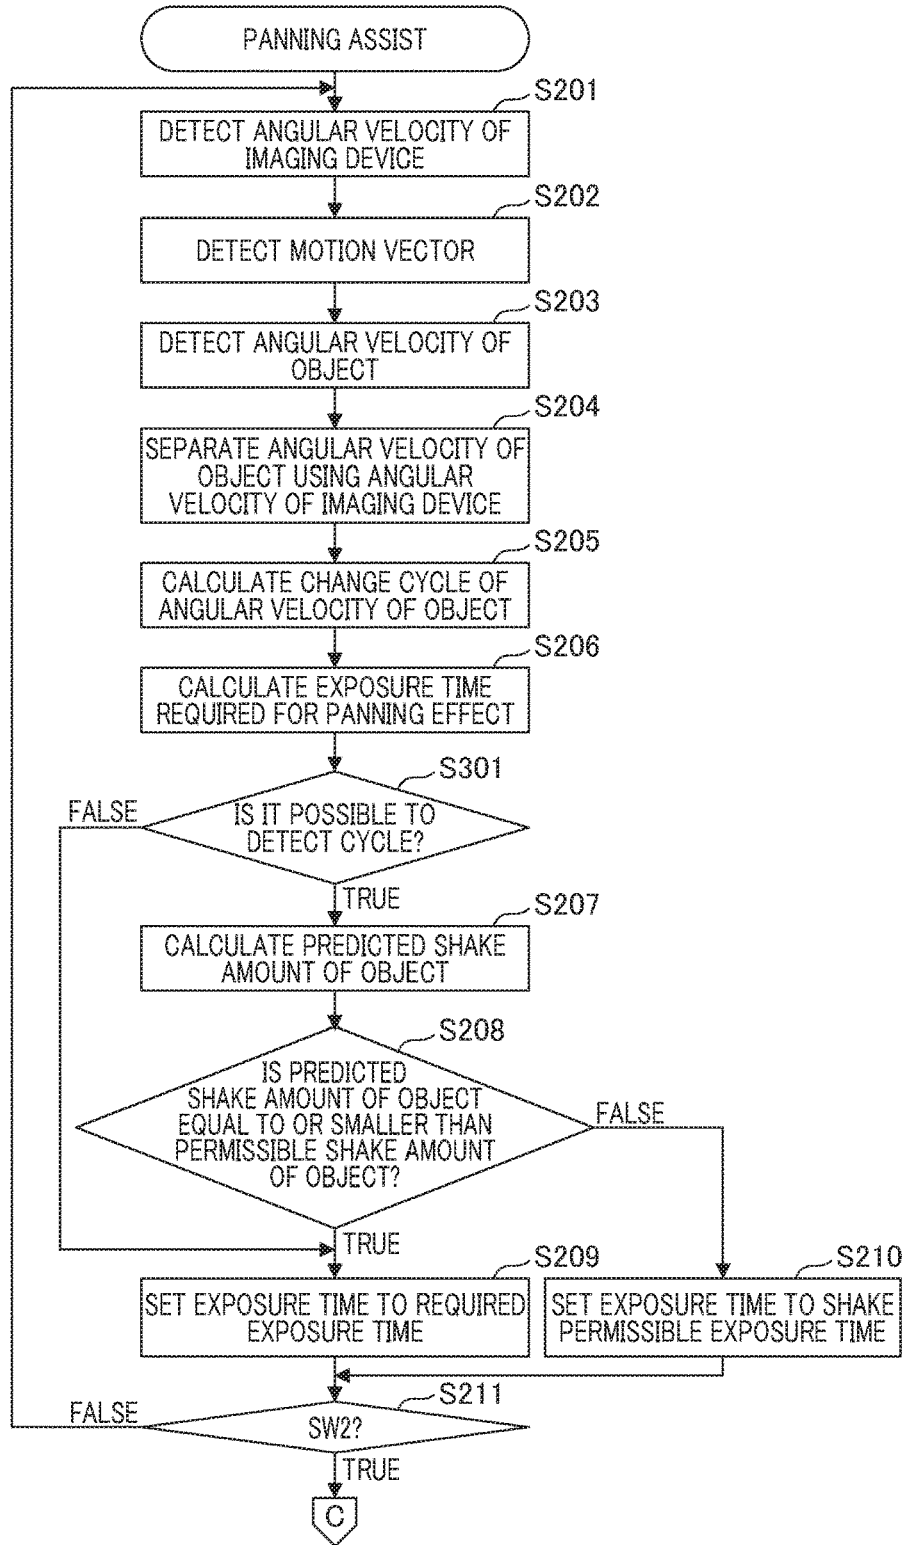 PANNING ASSIST
S201
DETECT ANGULAR VELOCITY OF
IMAGING DEVICE
S202
DETECT MOTION VECTOR
S203
DETECT ANGULAR VELOCITY OF
OBJECT
S204
SEPARATE ANGULAR VELOCITY OF
OBJECT USING ANGULAR
VELOCITY OF IMAGING DEVICE
S205
CALCULATE CHANGE CYCLE OF
ANGULAR VELOCITY OF OBJECT
S206
CALCULATE EXPOSURE TIME
REQUIRED FOR PANNING EFFECT
S301
FALSE
IS IT POSSIBLE TO
DETECT CYCLE?
TRUE
S207
CALCULATE PREDICTED SHAKE
AMOUNT OF OBJECT
S208
IS PREDICTED
SHAKE AMOUNT OF OBJECT
EQUAL TO OR SMALLER THAN
PERMISSIBLE SHAKE AMOUNT
OF OBJECT?
FALSE
TRUE
S209
SET EXPOSURE TIME TO REQUIRED
EXPOSURE TIME
S210
SET EXPOSURE TIME TO SHAKE
PERMISSIBLE EXPOSURE TIME
S211
FALSE
SW2?
TRUE
C